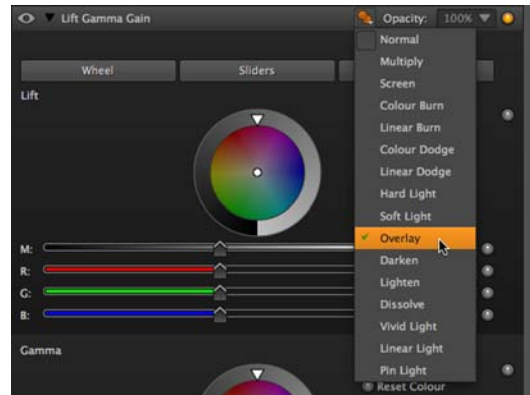 Lift Gamma Gain
Opacity: 100%
Normal
Multiply
Wheel
Sliders
Screen
Lift
Colour Burn
Linear Burn
Colour Dodge
Linear Dodge
Hard Light
Soft Light
Overlay
M:
Darken
R:
Lighten
G:
Dissolve
B:
Vivid Light
Linear Light
Gamma
Pin Light
Reset Colour